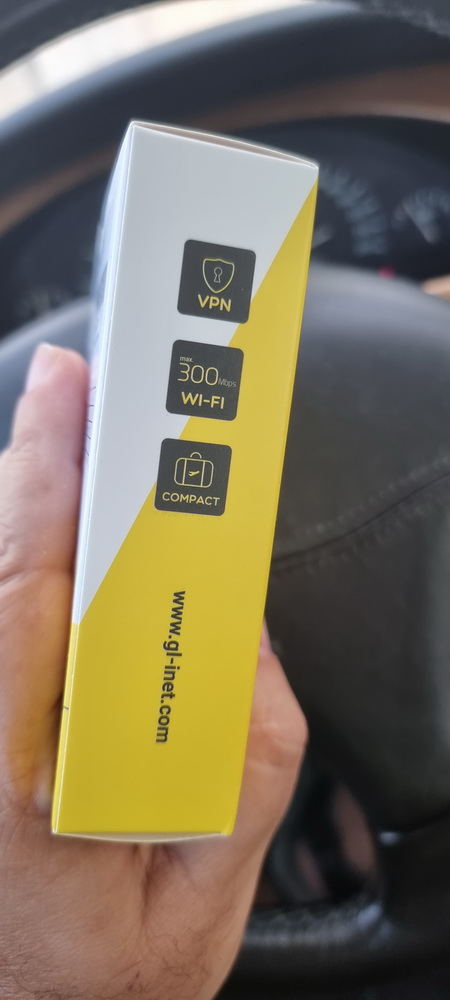 VPN
max.
300Mbps
WI-FI
COMPACT
www.gl-inet.com